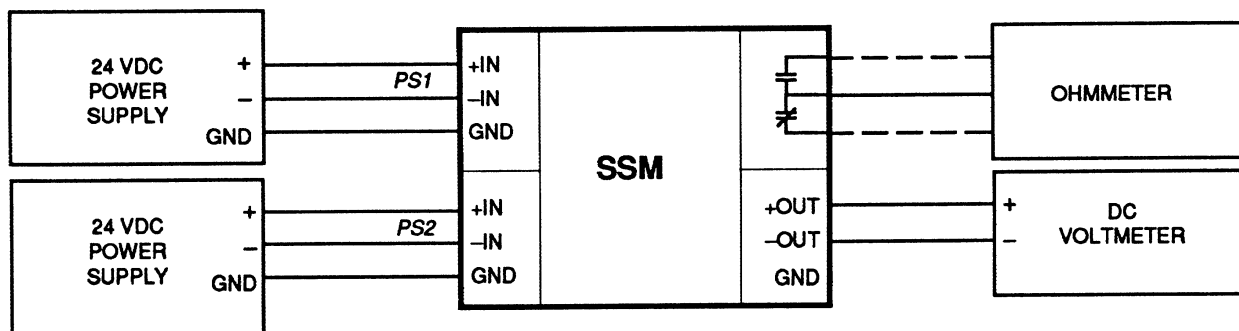 24 VDC
POWER
SUPPLY
+
–
GND
PS1
+IN
–IN
GND
24 VDC
POWER
SUPPLY
+
–
GND
PS2
+IN
–IN
GND
SSM
+OUT
–OUT
GND
OHMMETER
+
–
DC
VOLTMETER